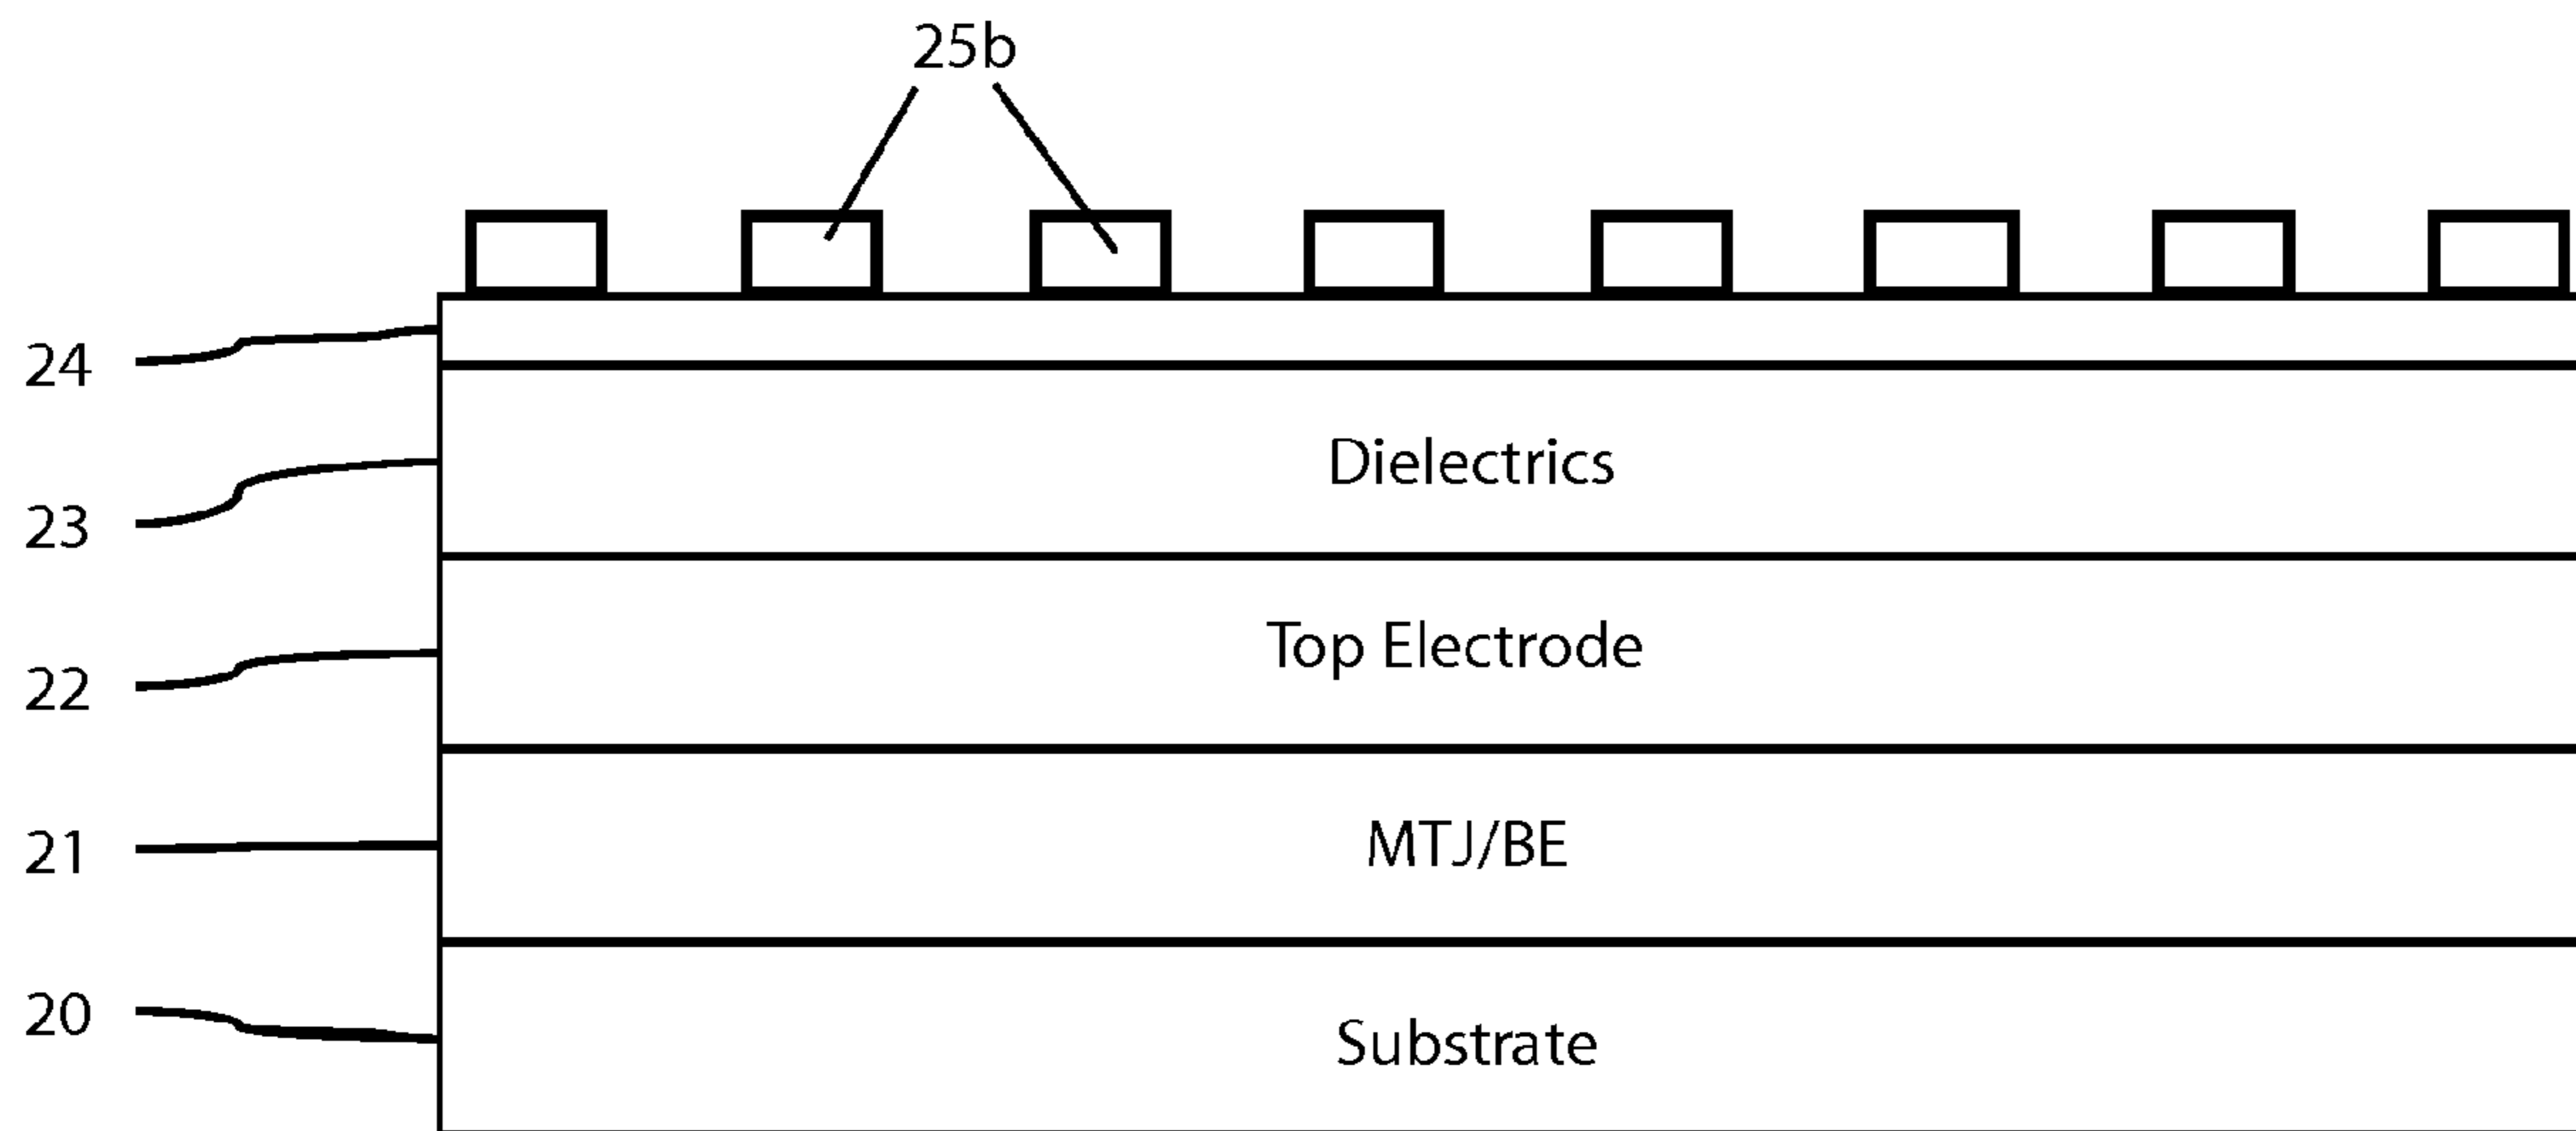 25b
24
Dielectrics
23
Top Electrode
22
MTJ/BE
21
20
Substrate